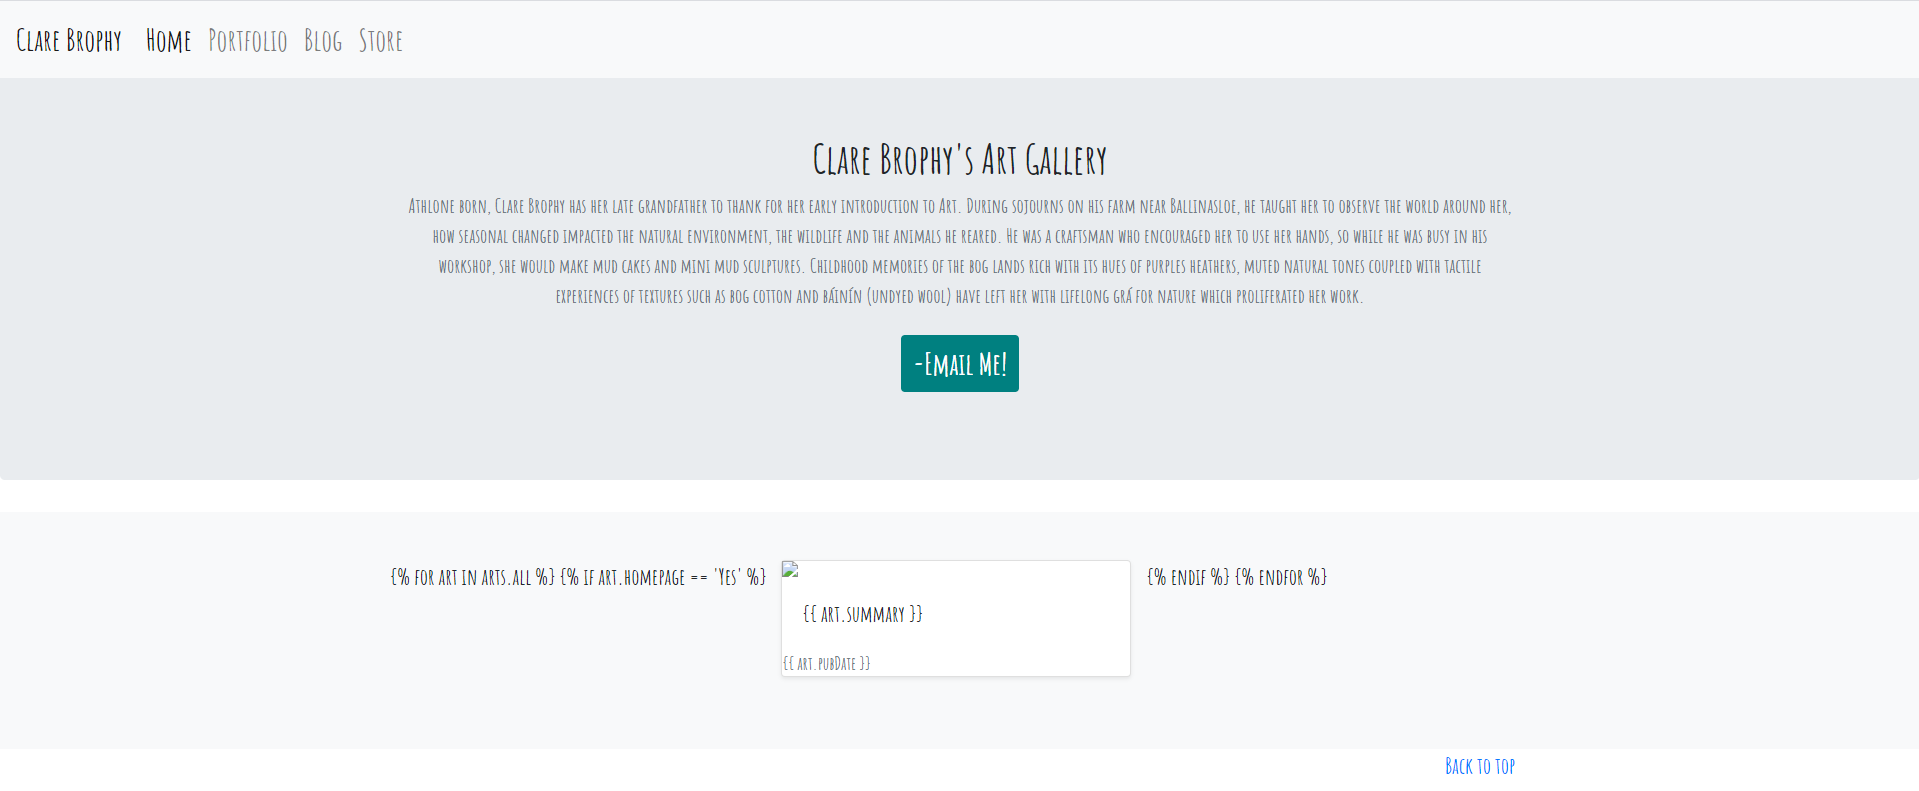 Clare Brophy Home Portfolio Blog Store
Clare Brophy's Art Gallery
Athlone born, Clare Brophy has her late grandfather to thank for her early introduction to Art. During sojourns on his farm near Ballinasloe, he taught her to observe the world around her,
how seasonal changed impacted the natural environment, the wildlife and the animals he reared. He was a craftsman who encouraged her to use her hands, so while he was busy in his
workshop, she would make mud cakes and mini mud sculptures. Childhood memories of the bog lands rich with its hues of purples heathers, muted natural tones coupled with tactile
experiences of textures such as bog cotton and báinín (undyed wool) have left her with lifelong grá for nature which proliferated her work.
-Email Me!
{% for art in arts.all %} {% if art.homepage == 'Yes' %}
{{ art.summary }}
{{ art.pubDate }}
{% endif %} {% endfor %}
Back to top